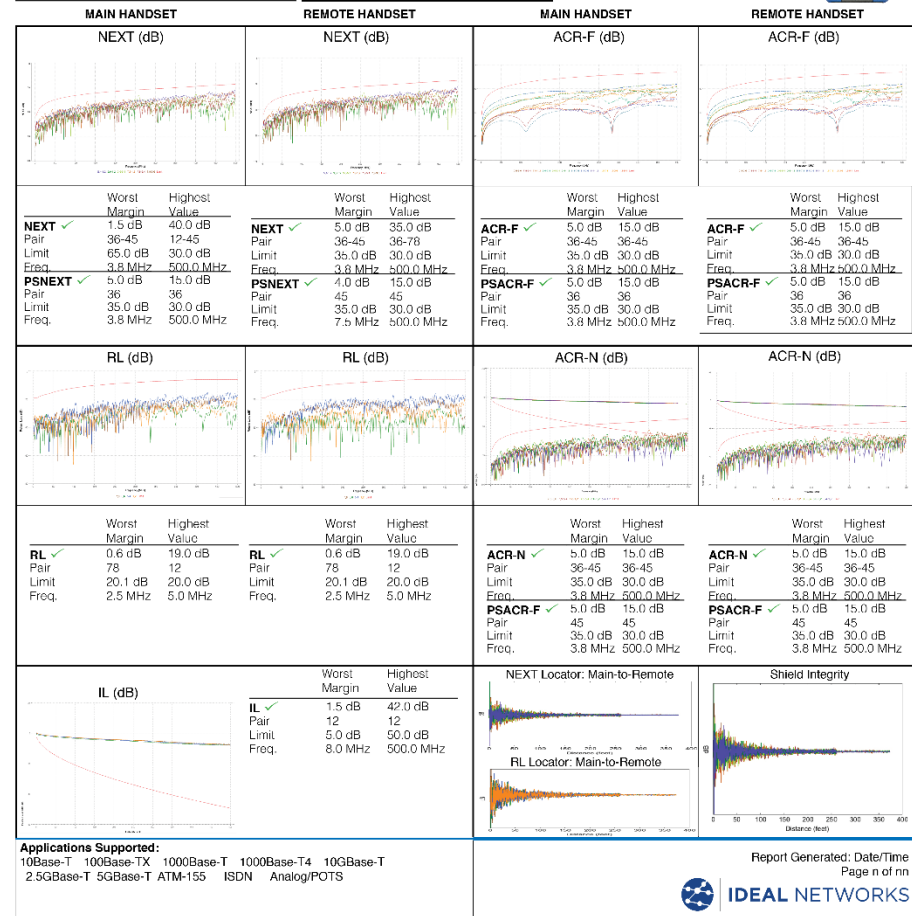 MAIN HANDSET REMOTE HANDSET MAIN HANDSET REMOTE HANDSET
NEXT (dB) NEXT (dB) ACR-F (dB) ACR-F (dB)
Worst Highest
Margin Value
NEXT ✓ 1.5 dB 40.0 dB
Pair 36-45 12-45
Limit 65.0 dB 30.0 dB
Freq. 3.8 MHz 500.0 MHz
PSNEXT ✓ 5.0 dB 15.0 dB
Pair 36 36
Limit 35.0 dB 30.0 dB
Freq. 3.8 MHz 500.0 MHz
Worst Highest
Margin Value
NEXT ✓ 5.0 dB 35.0 dB
Pair 36-45 36-78
Limit 35.0 dB 30.0 dB
Freq. 3.8 MHz 500.0 MHz
PSNEXT ✓ 4.0 dB 15.0 dB
Pair 45 45
Limit 35.0 dB 30.0 dB
Freq. 7.5 MHz 500.0 MHz
Worst Highest
Margin Value
ACR-F ✓ 5.0 dB 15.0 dB
Pair 36-45 36-45
Limit 35.0 dB 30.0 dB
Freq. 3.8 MHz 500.0 MHz
PSACR-F ✓ 5.0 dB 15.0 dB
Pair 36 36
Limit 35.0 dB 30.0 dB
Freq. 3.8 MHz 500.0 MHz
Worst Highest
Margin Value
ACR-F ✓ 5.0 dB 15.0 dB
Pair 36-45 36-45
Limit 35.0 dB 30.0 dB
Freq. 3.8 MHz 500.0 MHz
PSACR-F ✓ 5.0 dB 15.0 dB
Pair 36 36
Limit 35.0 dB 30.0 dB
Freq. 3.8 MHz 500.0 MHz
RL (dB) RL (dB) ACR-N (dB) ACR-N (dB)
Worst Highest
Margin Value
RL ✓ 0.6 dB 19.0 dB
Pair 78 12
Limit 20.1 dB 20.0 dB
Freq. 2.5 MHz 5.0 MHz
Worst Highest
Margin Value
RL ✓ 0.6 dB 19.0 dB
Pair 78 12
Limit 20.1 dB 20.0 dB
Freq. 2.5 MHz 5.0 MHz
Worst Highest
Margin Value
ACR-N ✓ 5.0 dB 15.0 dB
Pair 36-45 36-45
Limit 35.0 dB 30.0 dB
Freq. 3.8 MHz 500.0 MHz
PSACR-F ✓ 5.0 dB 15.0 dB
Pair 45 45
Limit 35.0 dB 30.0 dB
Freq. 3.8 MHz 500.0 MHz
Worst Highest
Margin Value
ACR-N ✓ 5.0 dB 15.0 dB
Pair 36-45 36-45
Limit 35.0 dB 30.0 dB
Freq. 3.8 MHz 500.0 MHz
PSACR-F ✓ 5.0 dB 15.0 dB
Pair 45 45
Limit 35.0 dB 30.0 dB
Freq. 3.8 MHz 500.0 MHz
IL (dB)
Worst Highest
Margin Value
IL ✓ 1.5 dB 42.0 dB
Pair 12 12
Limit 5.0 dB 50.0 dB
Freq. 8.0 MHz 500.0 MHz
NEXT Locator: Main-to-Remote
0 50 100 150 200 250 300 350 400
Distance (feet)
RL Locator: Main-to-Remote
0 50 100 150 200 250 300 350 400
Distance (feet)
Shield Integrity
dB
0 50 100 150 200 250 300 350 400
Distance (feet)
Applications Supported:
10Base-T 100Base-TX 1000Base-T 1000Base-T4 10GBase-T
2.5GBase-T 5GBase-T ATM-155 ISDN Analog/POTS
Report Generated: Date/Time
Page n of nn
IDEAL NETWORKS